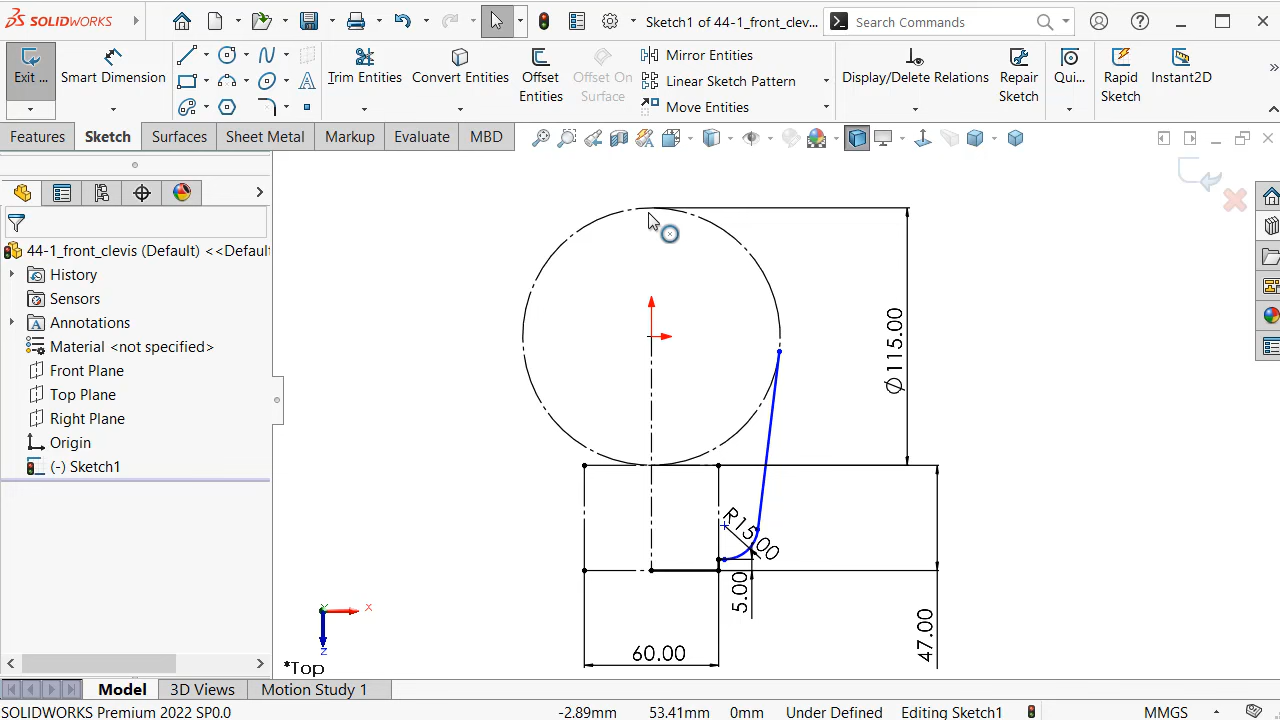 SOLIDWORKS
Sketch1 of 44-1_front_clev...
Search Commands
Exit ...
Smart Dimension
Trim Entities
Convert Entities
Offset Entities
Offset On Surface
Mirror Entities
Linear Sketch Pattern
Move Entities
Display/Delete Relations
Repair Sketch
Qui...
Rapid Sketch
Instant2D
Features
Sketch
Surfaces
Sheet Metal
Markup
Evaluate
MBD
44-1_front_clevis (Default) <<Defaul
History
Sensors
Annotations
Material <not specified>
Front Plane
Top Plane
Right Plane
Origin
(-) Sketch1
Ø115.00
R15.00
5.00
47.00
60.00
Y
X
Z
*Top
Model
3D Views
Motion Study 1
SOLIDWORKS Premium 2022 SP0.0
-2.89mm
53.41mm
0mm
Under Defined
Editing Sketch1
MMGS